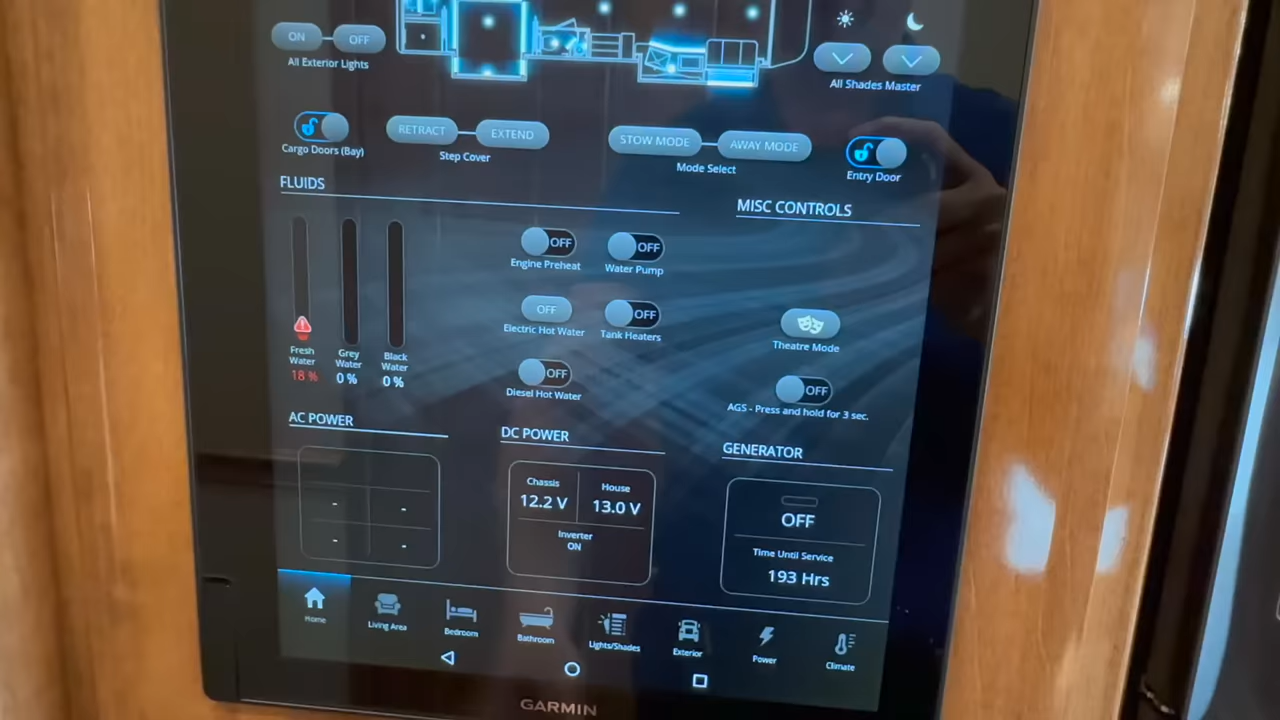 ON
OFF
All Exterior Lights
All Shades Master
Cargo Doors (Bay)
RETRACT
EXTEND
Step Cover
STOW MODE
AWAY MODE
Mode Select
Entry Door
FLUIDS
MISC CONTROLS
OFF
Engine Preheat
OFF
Water Pump
OFF
Electric Hot Water
OFF
Tank Heaters
OFF
Diesel Hot Water
Theatre Mode
OFF
AGS - Press and hold for 3 sec.
Fresh
Water
18 %
Grey
Water
0 %
Black
Water
0 %
AC POWER
- -
- -
DC POWER
Chassis
12.2 V
House
13.0 V
Inverter
ON
GENERATOR
OFF
Time Until Service
193 Hrs
Home
Living Area
Bedroom
Bathroom
Lights/Shades
Exterior
Power
Climate
GARMIN